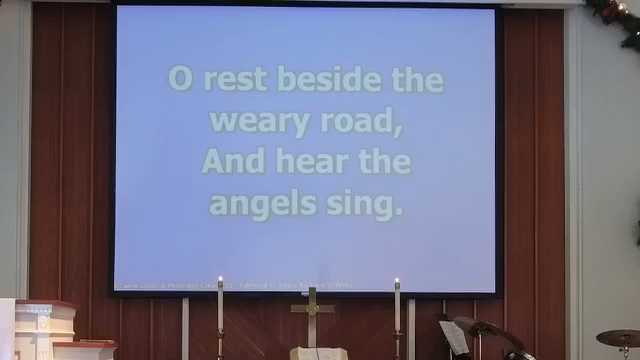 O rest beside the
weary road,
And hear the
angels sing.